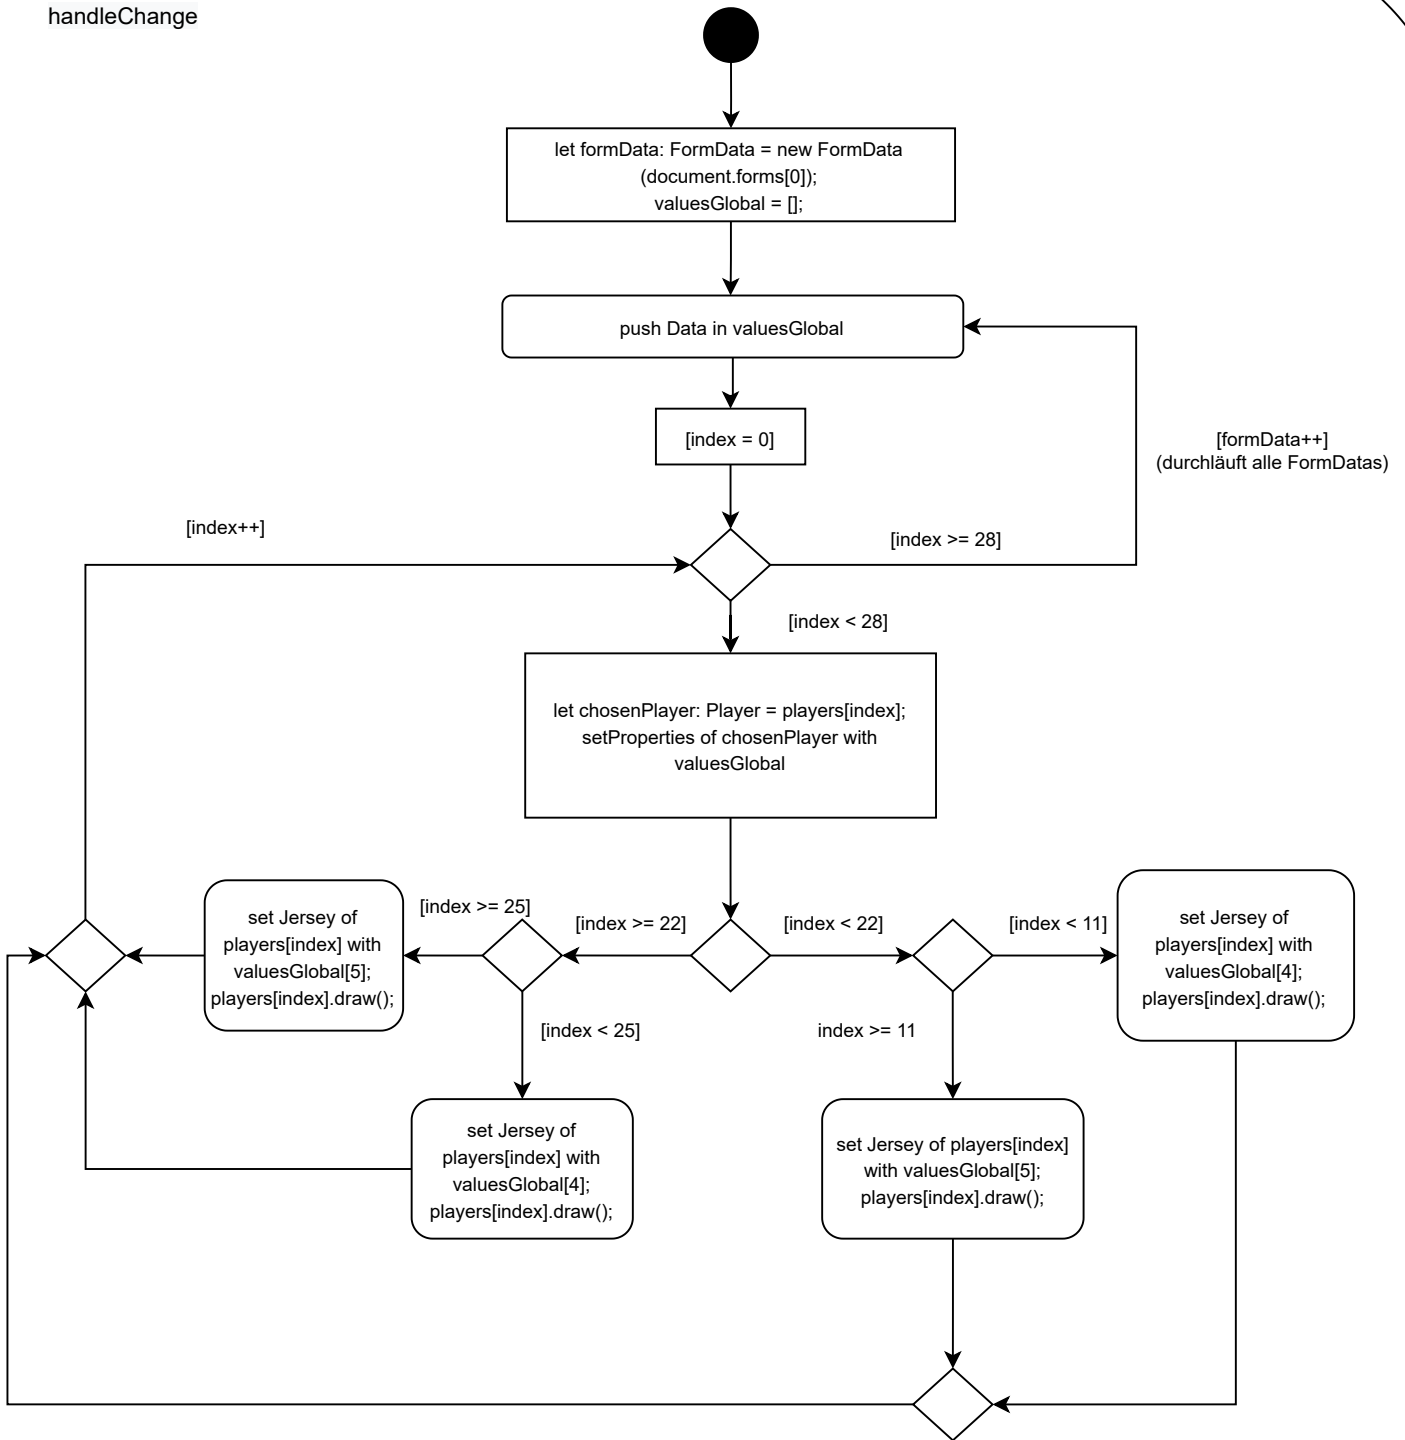 handleChange
let formData: FormData = new FormData
(document.forms[0]);
valuesGlobal = [];
push Data in valuesGlobal
[index = 0]
[formData++]
(durchläuft alle FormDatas)
[index++]
[index >= 28]
[index < 28]
let chosenPlayer: Player = players[index];
setProperties of chosenPlayer with
valuesGlobal
set Jersey of
players[index] with
valuesGlobal[5];
players[index].draw();
[index >= 25]
[index >= 22]
[index < 22]
[index < 11]
set Jersey of
players[index] with
valuesGlobal[4];
players[index].draw();
[index < 25]
index >= 11
set Jersey of
players[index] with
valuesGlobal[4];
players[index].draw();
set Jersey of players[index]
with valuesGlobal[5];
players[index].draw();